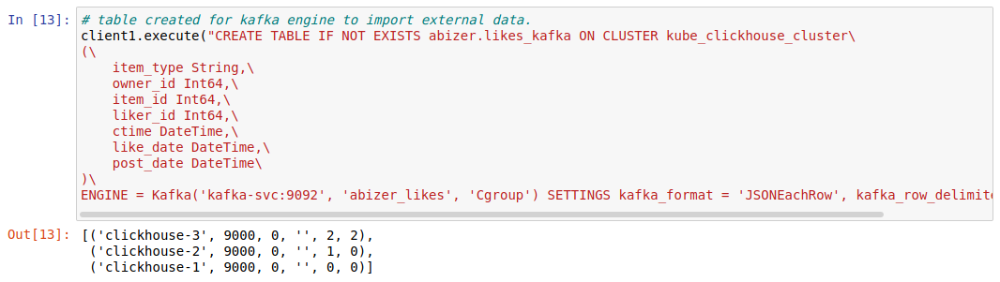 In [13]: # table created for kafka engine to import external data.
client1.execute("CREATE TABLE IF NOT EXISTS abizer.likes_kafka ON CLUSTER kube_clickhouse_cluster\
(\
    item_type String,\
    owner_id Int64,\
    item_id Int64,\
    liker_id Int64,\
    ctime DateTime,\
    like_date DateTime,\
    post_date DateTime\
)\
ENGINE = Kafka('kafka-svc:9092', 'abizer_likes', 'Cgroup') SETTINGS kafka_format = 'JSONEachRow',
Out[13]: [('clickhouse-3', 9000, 0, '', 2, 2),
 ('clickhouse-2', 9000, 0, '', 1, 0),
 ('clickhouse-1', 9000, 0, '', 0, 0)]